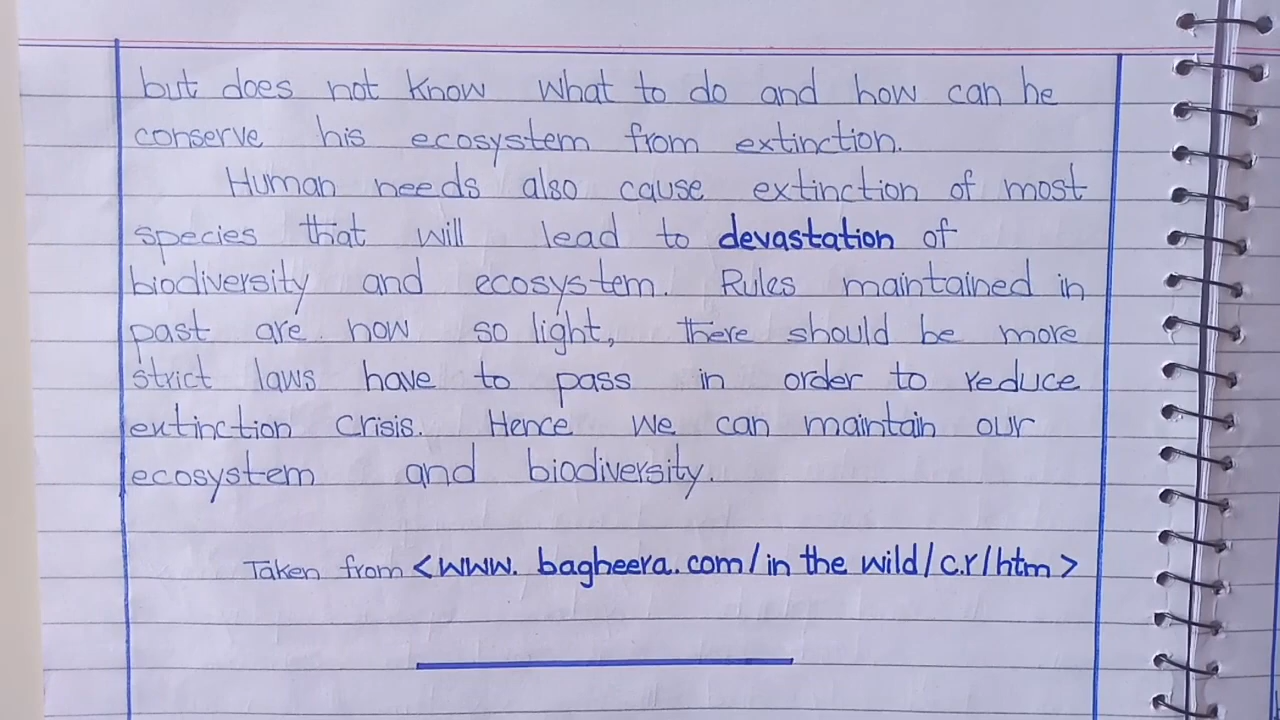 but does not know what to do and how can he
conserve his ecosystem from extinction.
Human needs also cause extinction of most
species that will lead to devastation of
biodiversity and ecosystem. Rules maintained in
past are now so light, there should be more
strict laws have to pass in order to reduce
extinction crisis. Hence we can maintain our
ecosystem and biodiversity.
Taken from <www. bagheera.com/in the wild/c.r/htm>